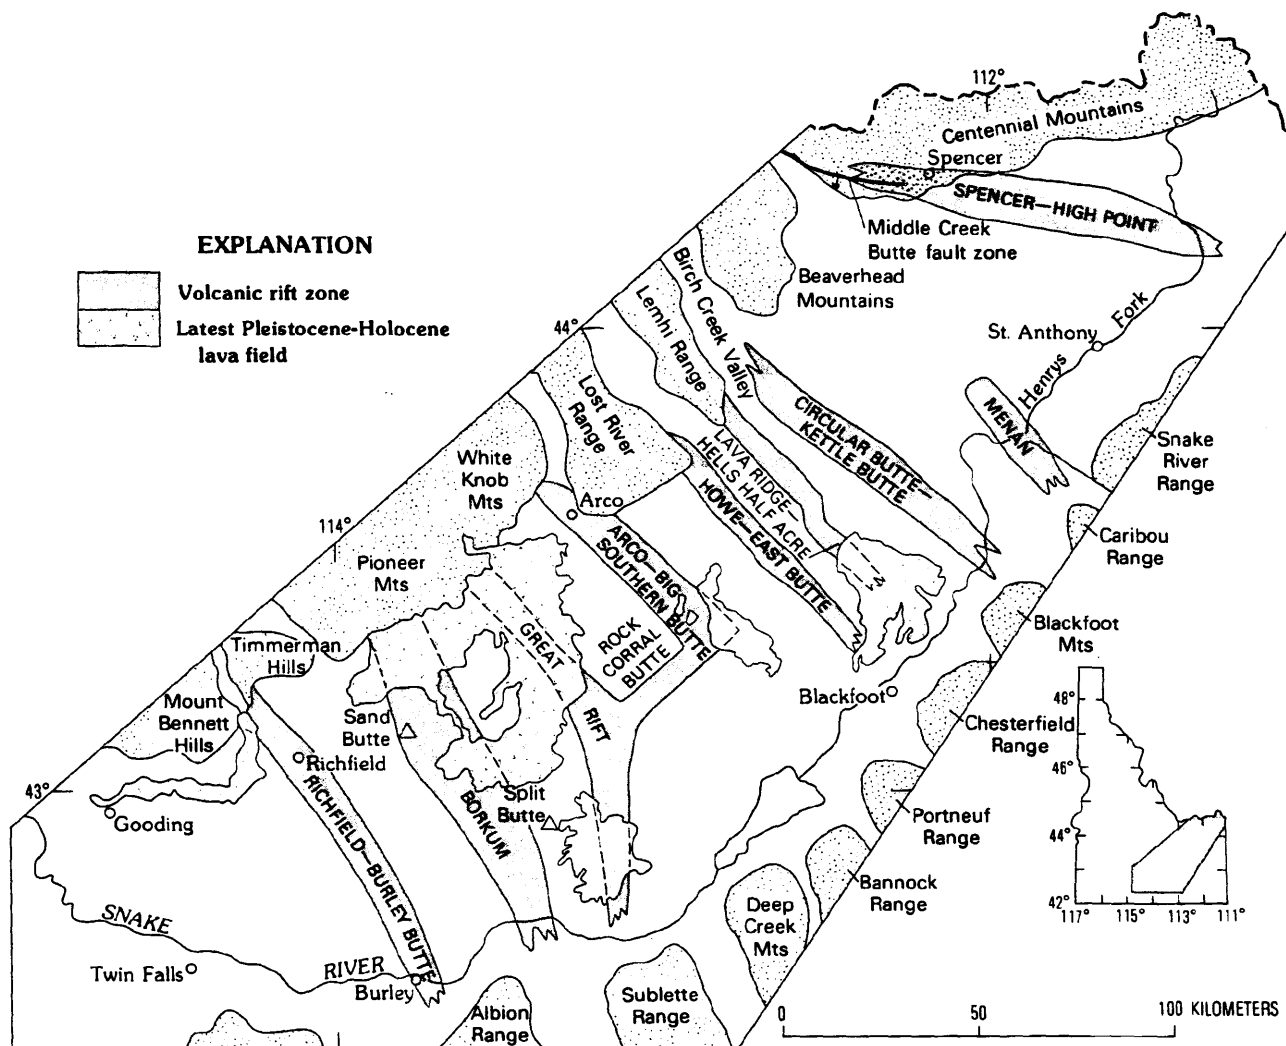 112°
Centennial Mountains
Spencer
SPENCER—HIGH POINT
Middle Creek
Butte fault zone
EXPLANATION
Volcanic rift zone
Latest Pleistocene-Holocene
lava field
Beaverhead
Mountains
Birch Creek Valley
Lemhi Range
44°
St. Anthony
Henrys Fork
Lost River
Range
CIRCULAR BUTTE—
KETTLE BUTTE
MENAN
Snake
River
Range
White
Knob
Mts
LAVA RIDGE—
HELLS HALF ACRE
HOWE—EAST BUTTE
Arco
ARCO—BIG
SOUTHERN BUTTE
114°
Caribou
Range
Pioneer
Mts
GREAT
RIFT
ROCK
CORRAL
BUTTE
Blackfoot
Mts
Timmerman
Hills
Mount
Bennett
Hills
Sand
Butte
Blackfoot
Chesterfield
Range
Richfield
RICHFIELD—BURLEY BUTTE
43°
Gooding
BORKUM
Split
Butte
Portneuf
Range
Bannock
Range
Deep
Creek
Mts
SNAKE
RIVER
Twin Falls
Burley
Albion
Range
Sublette
Range
48°
46°
44°
42°
117° 115° 113° 111°
0 50 100 KILOMETERS